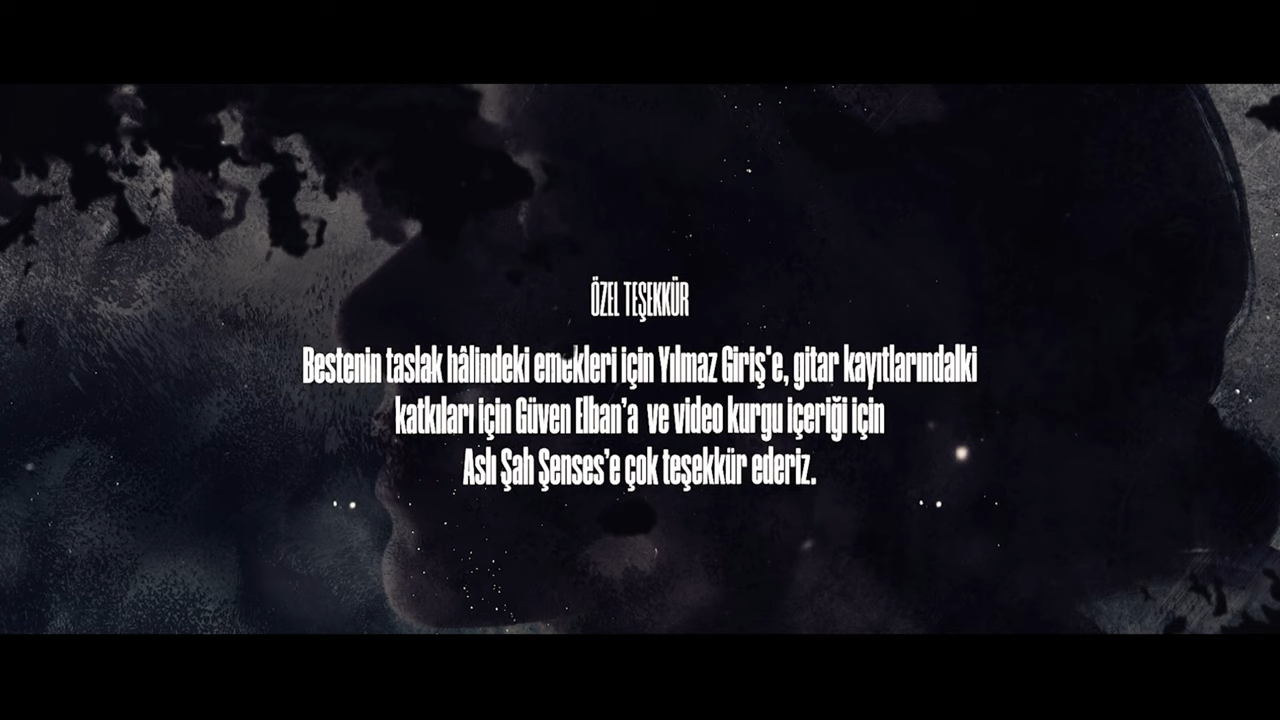 ÖZEL TEŞEKKÜR
Bestenin taslak hâlindeki emekleri için Yılmaz Giriş'e, gitar kayıtlarındalki
katkıları için Güven Elban'a ve video kurgu içeriği için
Aslı Şah Şenses'e çok teşekkür ederiz.